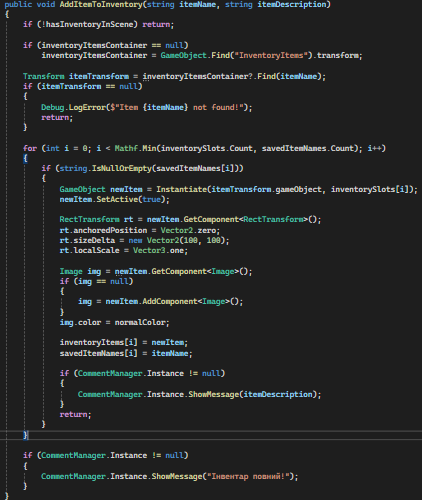 public void AddItemToInventory(string itemName, string itemDescription)
{
if (!hasInventoryInScene) return;
if (inventoryItemsContainer == null)
inventoryItemsContainer = GameObject.Find("InventoryItems").transform;
Transform itemTransform = inventoryItemsContainer?.Find(itemName);
if (itemTransform == null)
{
Debug.LogError($"Item {itemName} not found!");
return;
}
for (int i = 0; i < Mathf.Min(inventorySlots.Count, savedItemNames.Count); i++)
{
if (string.IsNullOrEmpty(savedItemNames[i]))
{
GameObject newItem = Instantiate(itemTransform.gameObject, inventorySlots[i]);
newItem.SetActive(true);
RectTransform rt = newItem.GetComponent<RectTransform>();
rt.anchoredPosition = Vector2.zero;
rt.sizeDelta = new Vector2(100, 100);
rt.localScale = Vector3.one;
Image img = newItem.GetComponent<Image>();
if (img == null)
{
img = newItem.AddComponent<Image>();
}
img.color = normalColor;
inventoryItems[i] = newItem;
savedItemNames[i] = itemName;
if (CommentManager.Instance != null)
{
CommentManager.Instance.ShowMessage(itemDescription);
}
return;
}
}
if (CommentManager.Instance != null)
{
CommentManager.Instance.ShowMessage("Інвентар повний!");
}
}